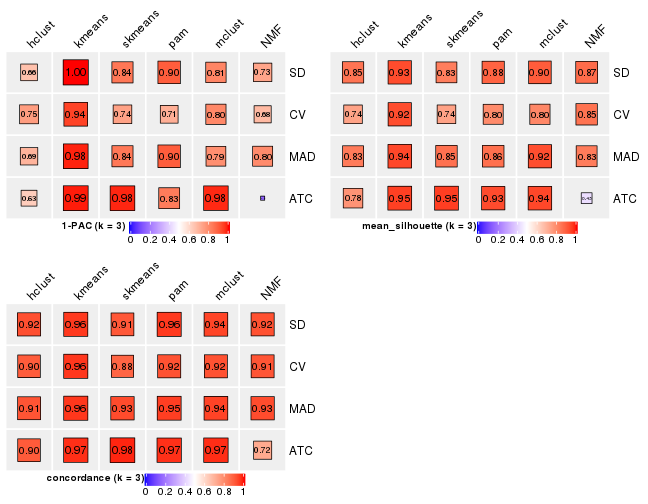 hclust kmeans skmeans pam mclust NMF
0.66 1.00 0.84 0.90 0.81 0.73 SD
0.75 0.94 0.74 0.71 0.80 0.68 CV
0.69 0.98 0.84 0.90 0.79 0.80 MAD
0.63 0.99 0.98 0.83 0.98 ATC
1-PAC (k = 3)
0 0.2 0.4 0.6 0.8 1
hclust kmeans skmeans pam mclust NMF
0.85 0.93 0.83 0.88 0.90 0.87 SD
0.74 0.92 0.74 0.80 0.80 0.85 CV
0.83 0.94 0.85 0.86 0.92 0.83 MAD
0.78 0.95 0.95 0.93 0.94 ATC
mean_silhouette (k = 3)
0 0.2 0.4 0.6 0.8 1
hclust kmeans skmeans pam mclust NMF
0.92 0.96 0.91 0.96 0.94 0.92 SD
0.90 0.96 0.88 0.92 0.92 0.91 CV
0.91 0.96 0.93 0.95 0.94 0.93 MAD
0.90 0.97 0.98 0.97 0.97 0.72 ATC
concordance (k = 3)
0 0.2 0.4 0.6 0.8 1